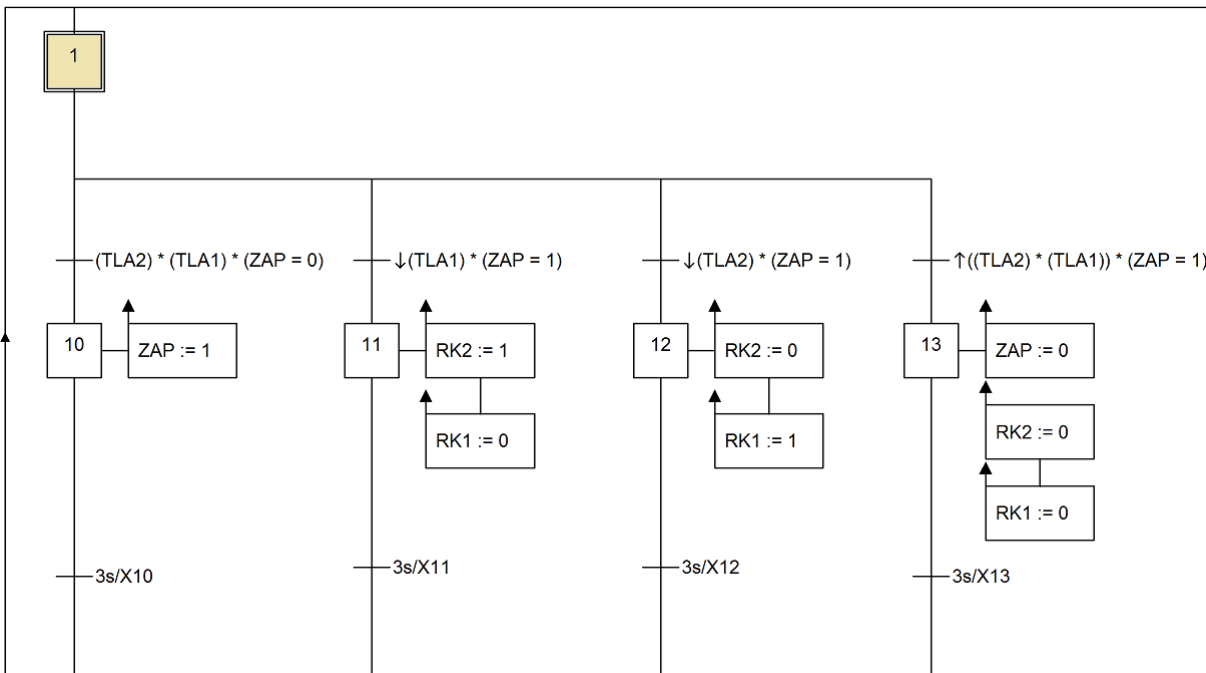 1
(TLA2) * (TLA1) * (ZAP = 0)
↓(TLA1) * (ZAP = 1)
↓(TLA2) * (ZAP = 1)
↑((TLA2) * (TLA1)) * (ZAP = 1)
10
ZAP := 1
11
RK2 := 1
12
RK2 := 0
13
ZAP := 0
RK1 := 0
RK1 := 1
RK2 := 0
RK1 := 0
3s/X10
3s/X11
3s/X12
3s/X13